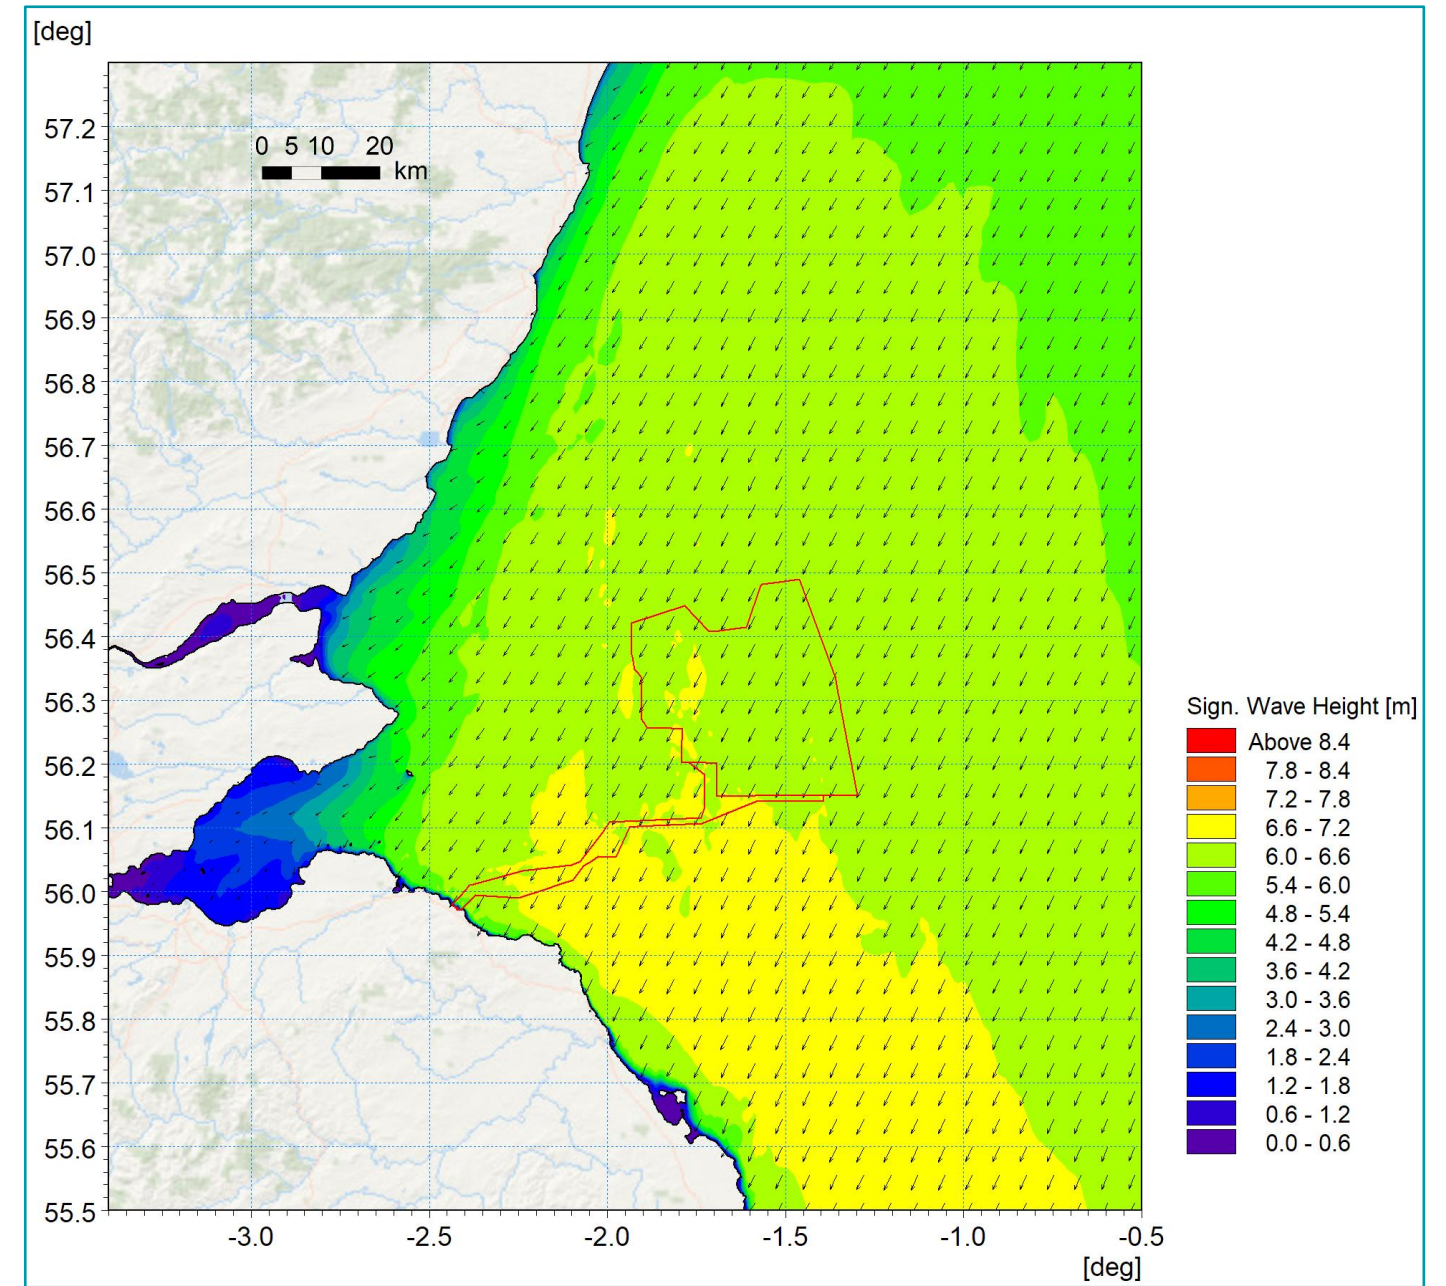 [deg]
57.2
57.1
57.0
56.9
56.8
56.7
56.6
56.5
56.4
56.3
56.2
56.1
56.0
55.9
55.8
55.7
55.6
55.5
0 5 10 20
km
-3.0 -2.5 -2.0 -1.5 -1.0 -0.5
[deg]
Sign. Wave Height [m]
Above 8.4
7.8 - 8.4
7.2 - 7.8
6.6 - 7.2
6.0 - 6.6
5.4 - 6.0
4.8 - 5.4
4.2 - 4.8
3.6 - 4.2
3.0 - 3.6
2.4 - 3.0
1.8 - 2.4
1.2 - 1.8
0.6 - 1.2
0.0 - 0.6